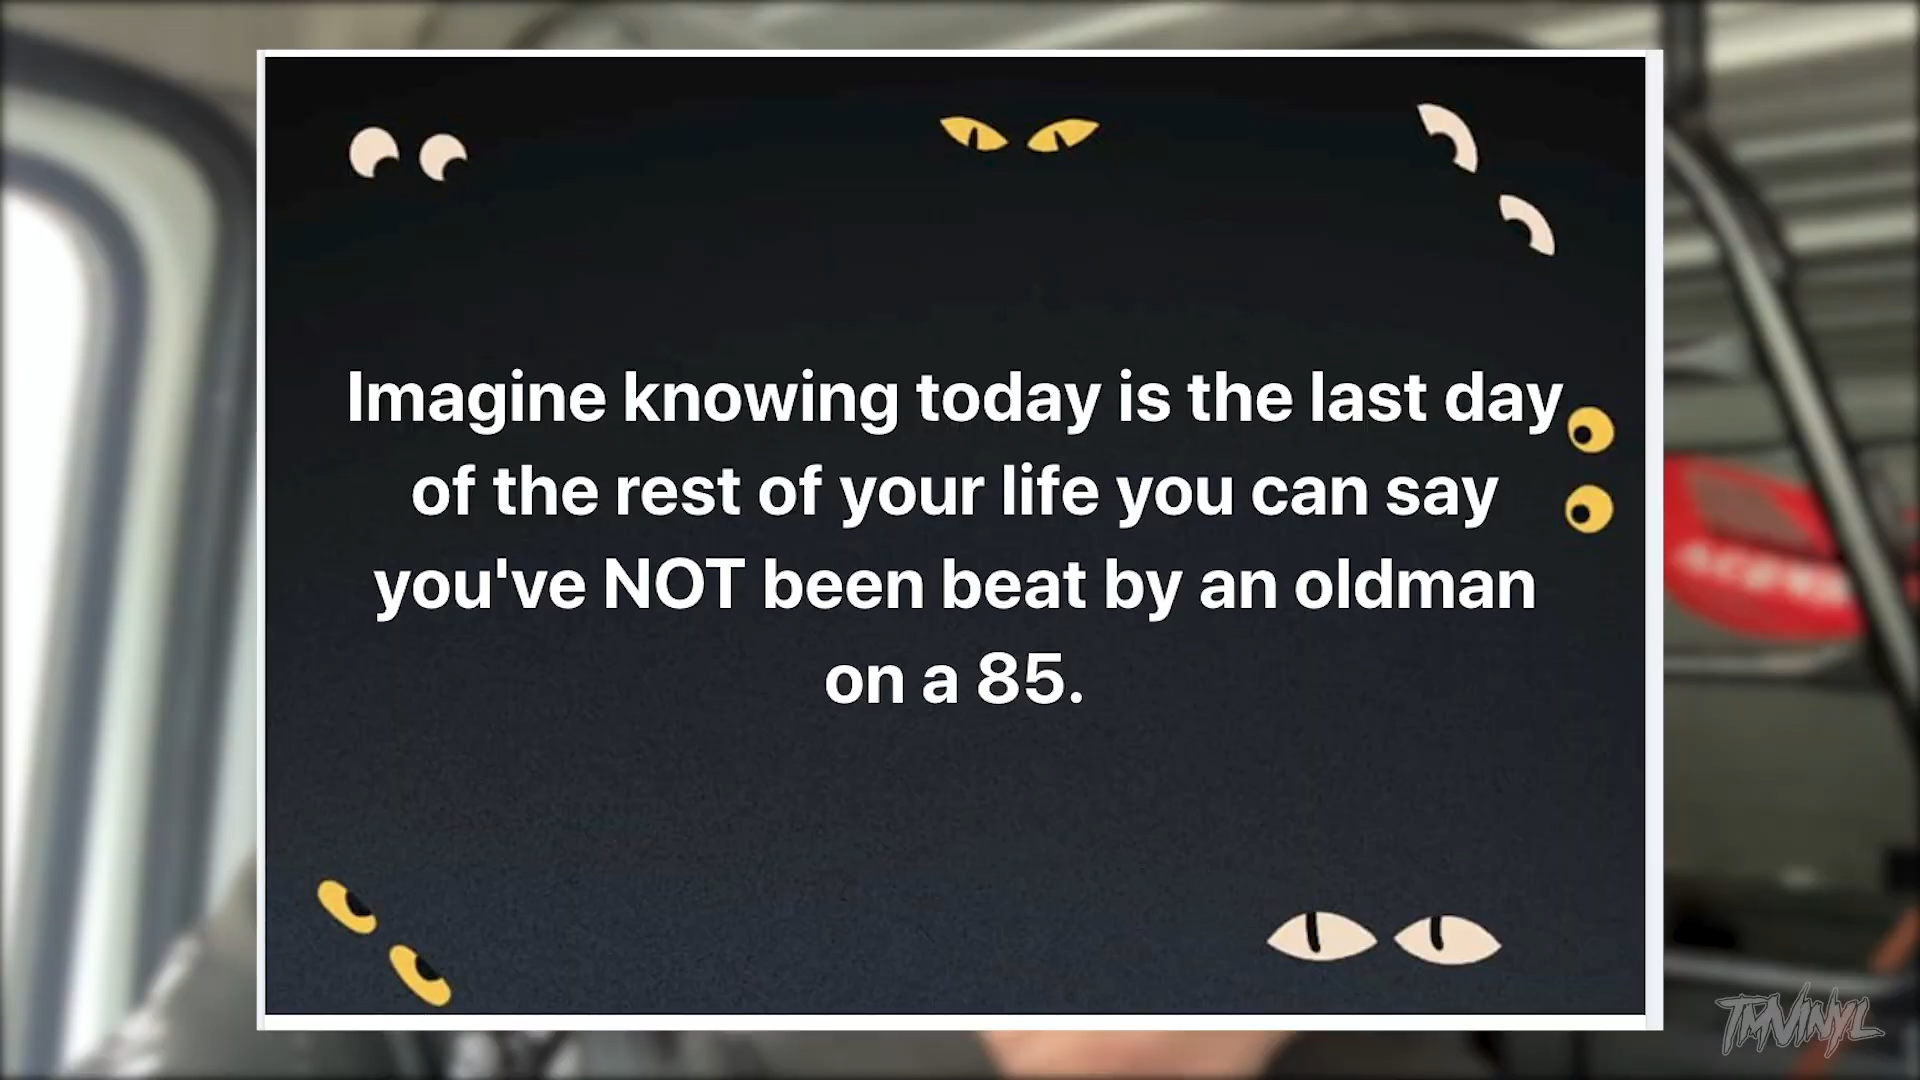 Imagine knowing today is the last day
of the rest of your life you can say
you've NOT been beat by an oldman
on a 85.
TMVINYL